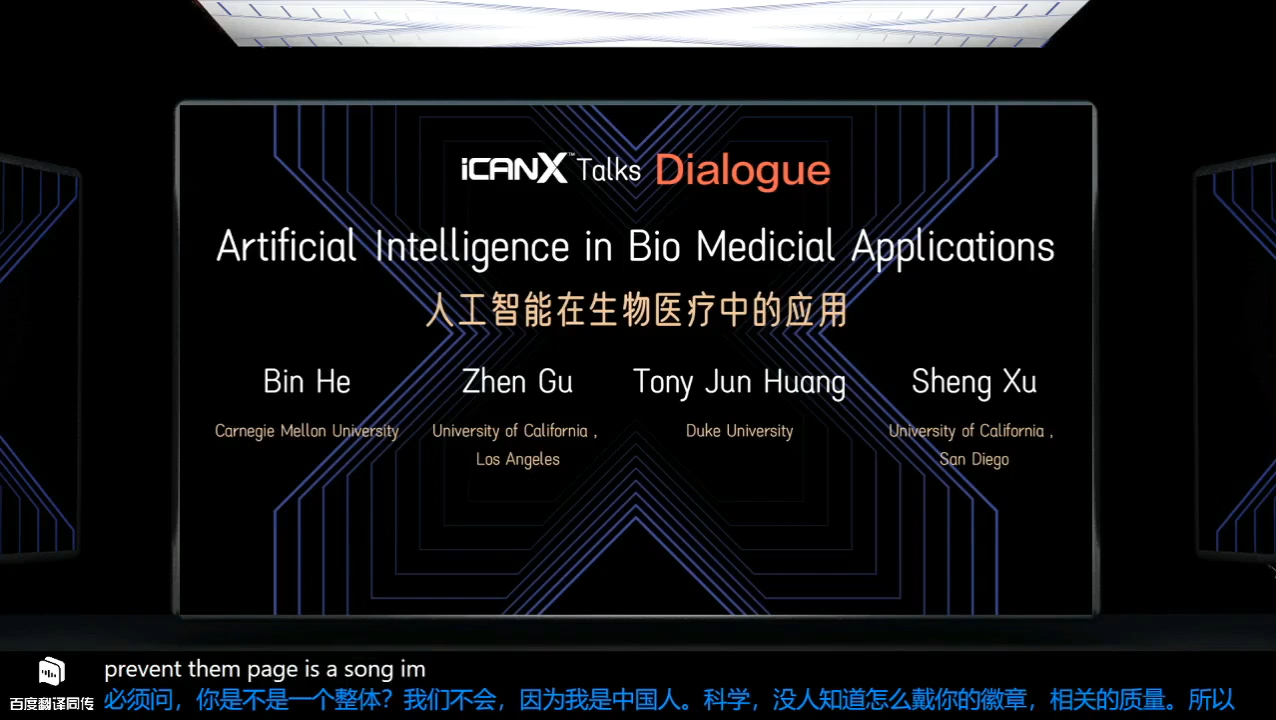 iCANX™ Talks Dialogue
Artificial Intelligence in Bio Medicial Applications
人工智能在生物医疗中的应用
Bin He
Carnegie Mellon University
Zhen Gu
University of California ,
Los Angeles
Tony Jun Huang
Duke University
Sheng Xu
University of California ,
San Diego
prevent them page is a song im
百度翻译同传
必须问，你是不是一个整体？我们不会，因为我是中国人。科学，没人知道怎么戴你的徽章，相关的质量。所以